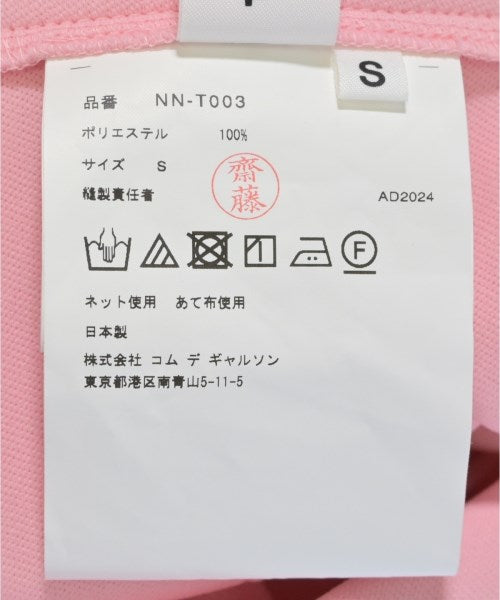 S
品番 NN-T003
ポリエステル 100%
サイズ S
縫製責任者
齋藤
AD2024
F
ネット使用 あて布使用
日本製
株式会社 コム デ ギャルソン
東京都港区南青山5-11-5